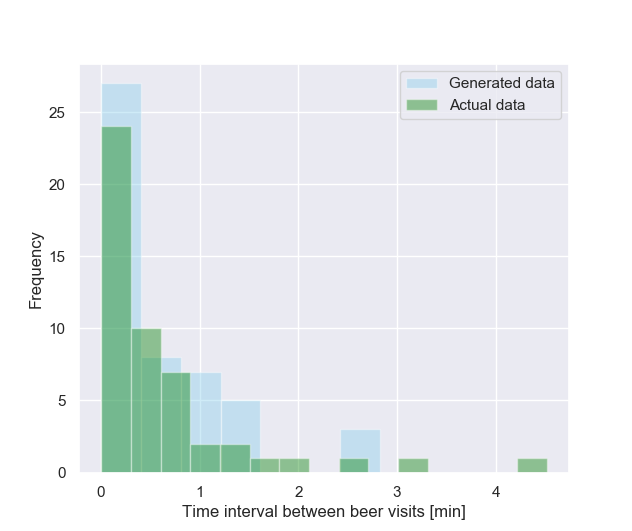 Generated data
Actual data
25
20
15
10
5
0
Frequency
0 1 2 3 4
Time interval between beer visits [min]